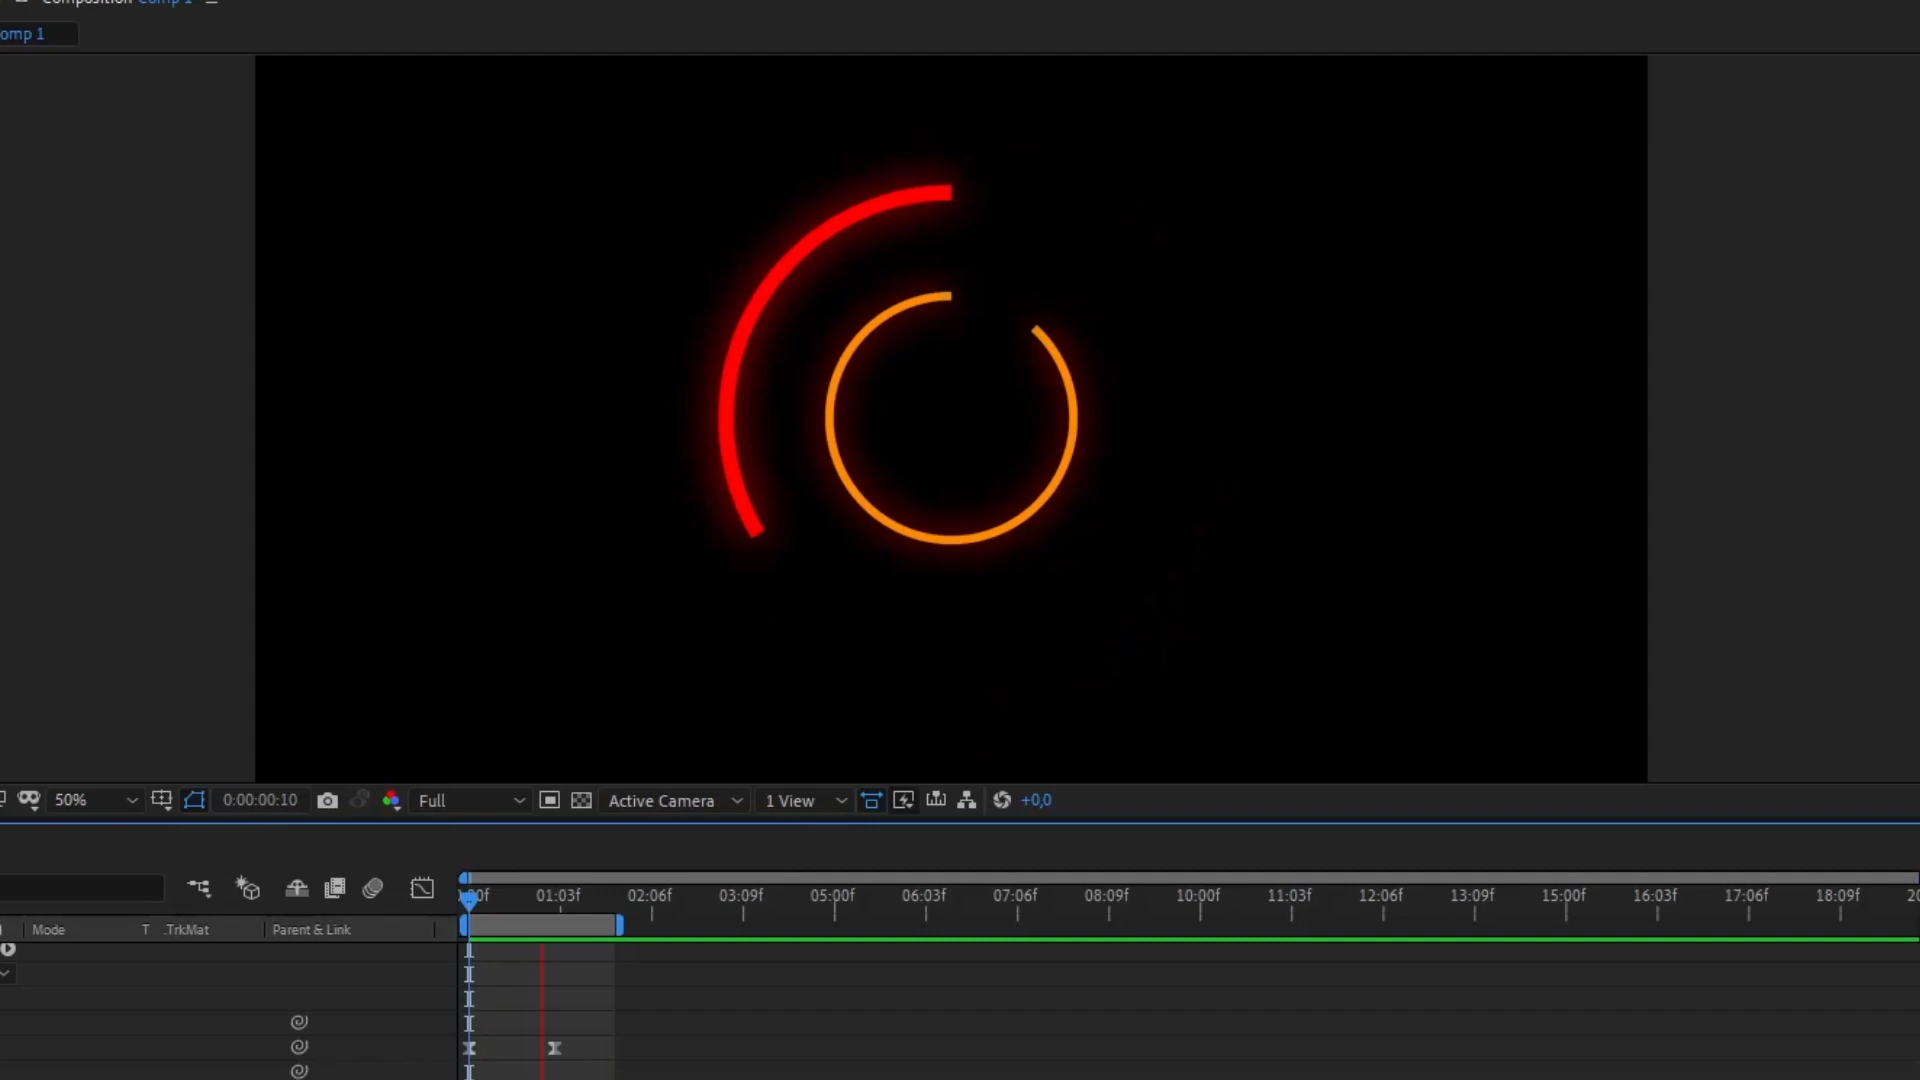 Composition Comp 1
omp 1
50%
0:00:00:10
Full
Active Camera
1 View
+0,0
:00f 01:03f 02:06f 03:09f 05:00f 06:03f 07:06f 08:09f 10:00f 11:03f 12:06f 13:09f 15:00f 16:03f 17:06f 18:09f 20
Mode T .TrkMat Parent & Link